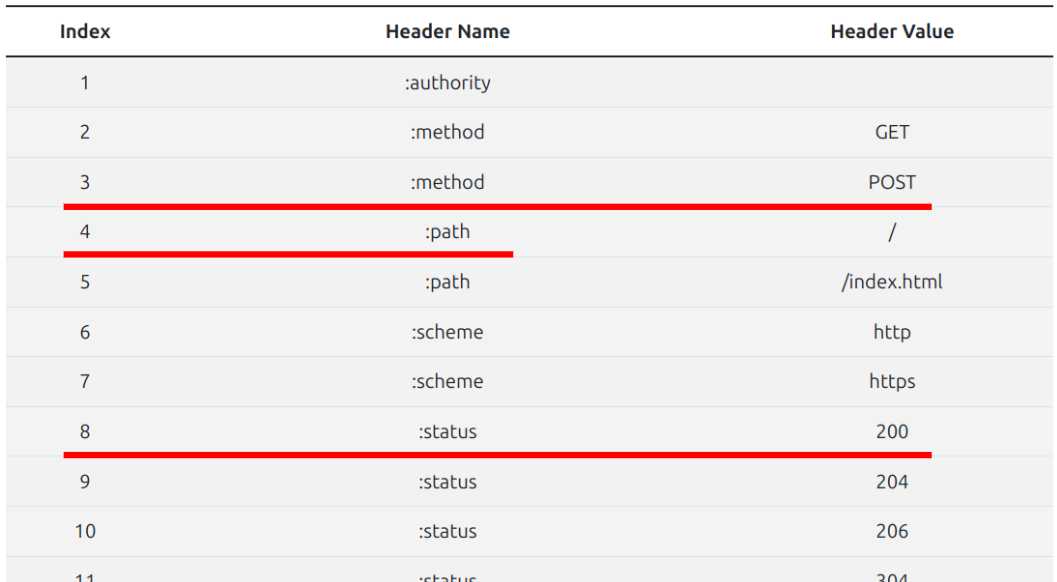 Index Header Name Header Value
1 :authority
2 :method GET
3 :method POST
4 :path /
5 :path /index.html
6 :scheme http
7 :scheme https
8 :status 200
9 :status 204
10 :status 206
11 :status 304